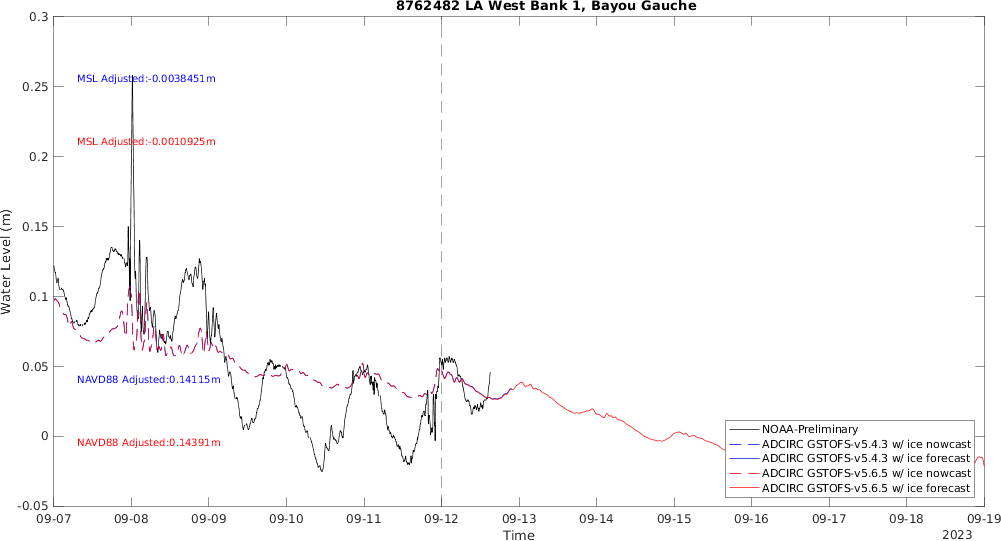 8762482 LA West Bank 1, Bayou Gauche
0.3
0.25
0.2
0.15
0.1
0.05
0
-0.05
Water Level (m)
MSL Adjusted:-0.0038451m
MSL Adjusted:-0.0010925m
NAVD88 Adjusted:0.14115m
NAVD88 Adjusted:0.14391m
NOAA-Preliminary
ADCIRC GSTOFS-v5.4.3 w/ ice nowcast
ADCIRC GSTOFS-v5.4.3 w/ ice forecast
ADCIRC GSTOFS-v5.6.5 w/ ice nowcast
ADCIRC GSTOFS-v5.6.5 w/ ice forecast
09-07 09-08 09-09 09-10 09-11 09-12 09-13 09-14 09-15 09-16 09-17 09-18 09-19
Time
2023